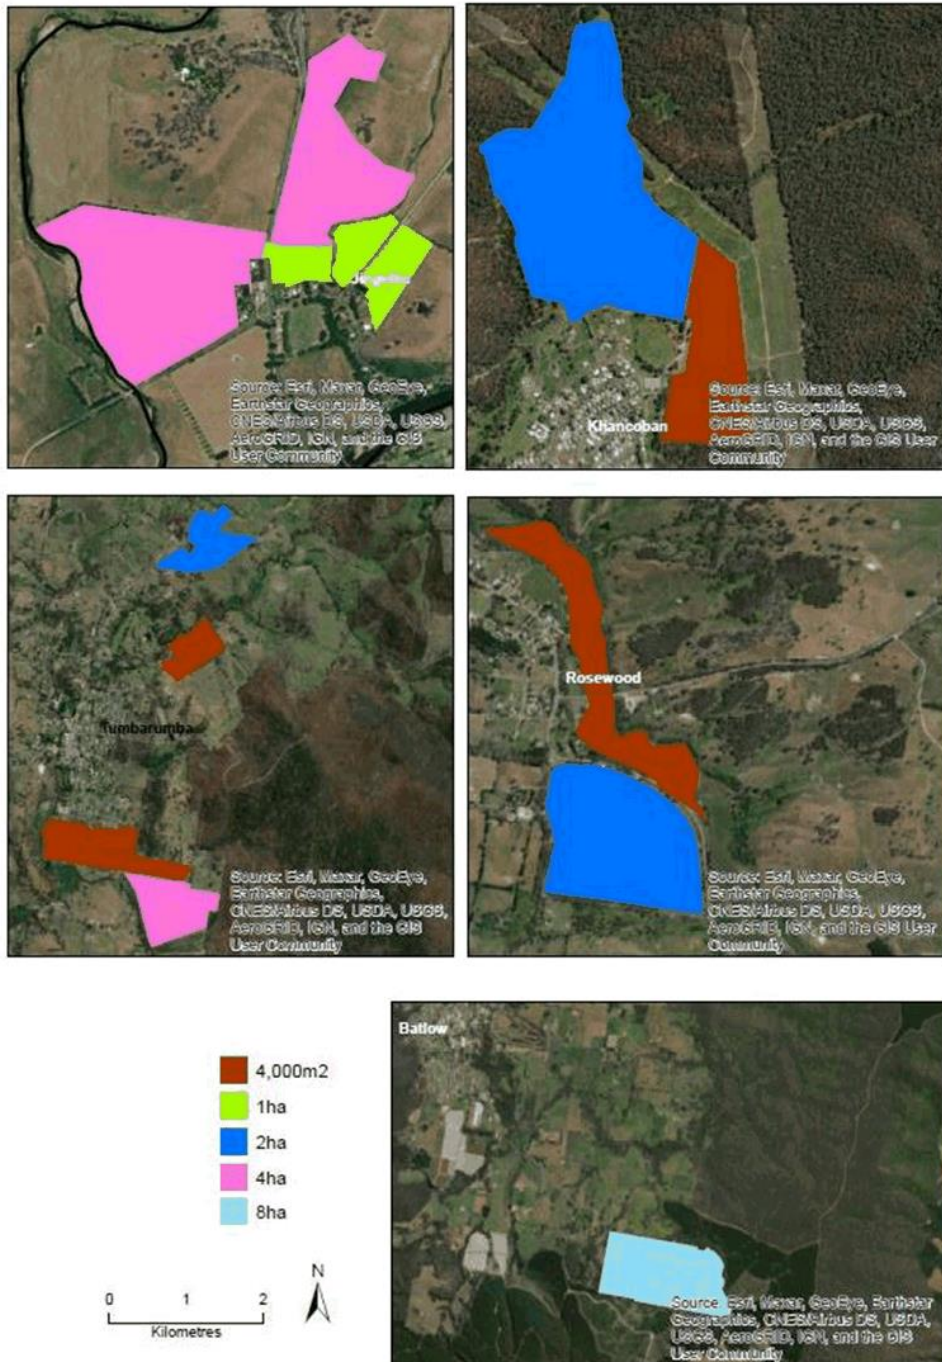 Source: Esri, Maxar, GeoEye,
Earthstar Geographics,
CNES/Airbus DS, USDA, USGS,
AeroGRID, IGN, and the GIS
User Community
Khancoban
Source: Esri, Maxar, GeoEye,
Earthstar Geographics,
CNES/Airbus DS, USDA, USGS,
AeroGRID, IGN, and the GIS User
Community
Tumbarumba
Source: Esri, Maxar, GeoEye,
Earthstar Geographics,
CNES/Airbus DS, USDA, USGS,
AeroGRID, IGN, and the GIS
User Community
Rosewood
Source: Esri, Maxar, GeoEye,
Earthstar Geographics,
CNES/Airbus DS, USDA, USGS,
AeroGRID, IGN, and the GIS User
Community
Batlow
Source: Esri, Maxar, GeoEye, Earthstar
Geographics, CNES/Airbus DS, USDA,
USGS, AeroGRID, IGN, and the GIS
User Community
4,000m2
1ha
2ha
4ha
8ha
N
0 1 2
Kilometres